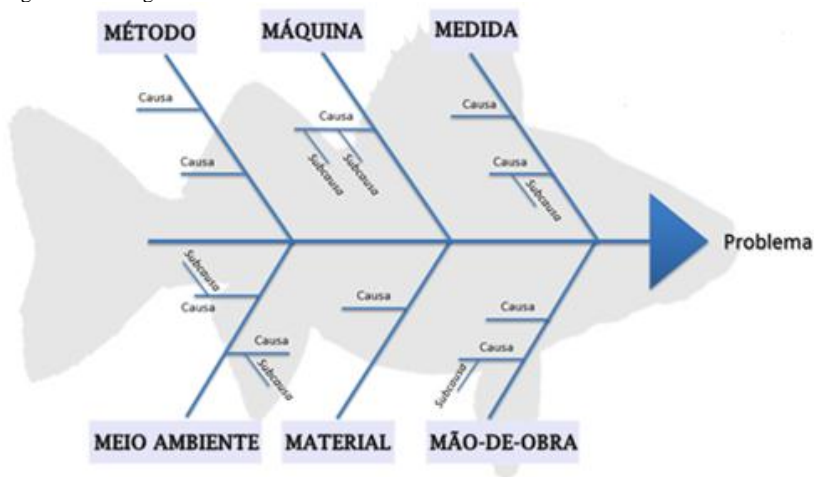 MÉTODO
MÁQUINA
MEDIDA
Causa
Causa
Causa
Causa
Causa
Subcausa
Subcausa
Subcausa
Problema
Subcausa
Causa
Causa
Causa
Causa
Causa
Subcausa
Subcausa
MEIO AMBIENTE
MATERIAL
MÃO-DE-OBRA